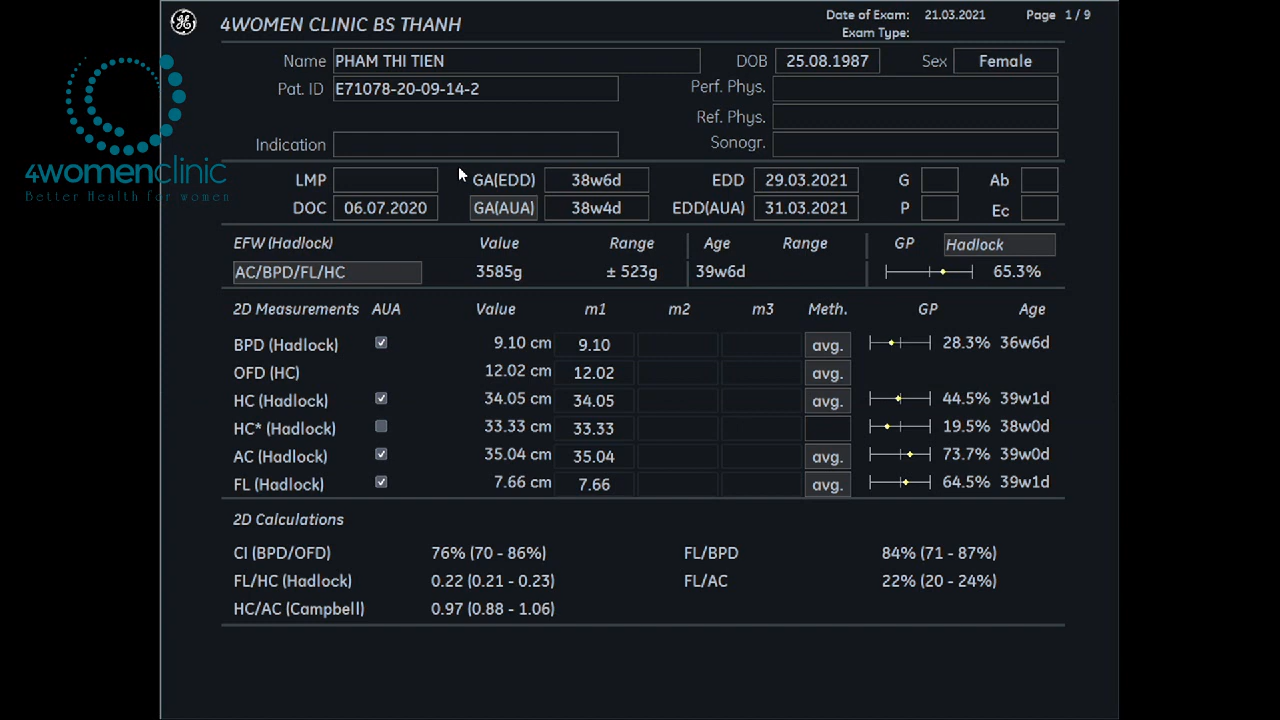 4WOMEN CLINIC BS THANH
Date of Exam: 21.03.2021 Page 1 / 9
Exam Type:
Name PHAM THI TIEN DOB 25.08.1987 Sex Female
Pat. ID E71078-20-09-14-2 Perf. Phys.
Ref. Phys.
Indication Sonogr.
4womenclinic
Better Health for women
LMP GA(EDD) 38w6d EDD 29.03.2021 G Ab
DOC 06.07.2020 GA(AUA) 38w4d EDD(AUA) 31.03.2021 P Ec
EFW (Hadlock) Value Range Age Range GP Hadlock
AC/BPD/FL/HC 3585g ± 523g 39w6d 65.3%
2D Measurements AUA Value m1 m2 m3 Meth. GP Age
BPD (Hadlock) 9.10 cm 9.10 avg. 28.3% 36w6d
OFD (HC) 12.02 cm 12.02 avg.
HC (Hadlock) 34.05 cm 34.05 avg. 44.5% 39w1d
HC* (Hadlock) 33.33 cm 33.33 19.5% 38w0d
AC (Hadlock) 35.04 cm 35.04 avg. 73.7% 39w0d
FL (Hadlock) 7.66 cm 7.66 avg. 64.5% 39w1d
2D Calculations
CI (BPD/OFD) 76% (70 - 86%) FL/BPD 84% (71 - 87%)
FL/HC (Hadlock) 0.22 (0.21 - 0.23) FL/AC 22% (20 - 24%)
HC/AC (Campbell) 0.97 (0.88 - 1.06)